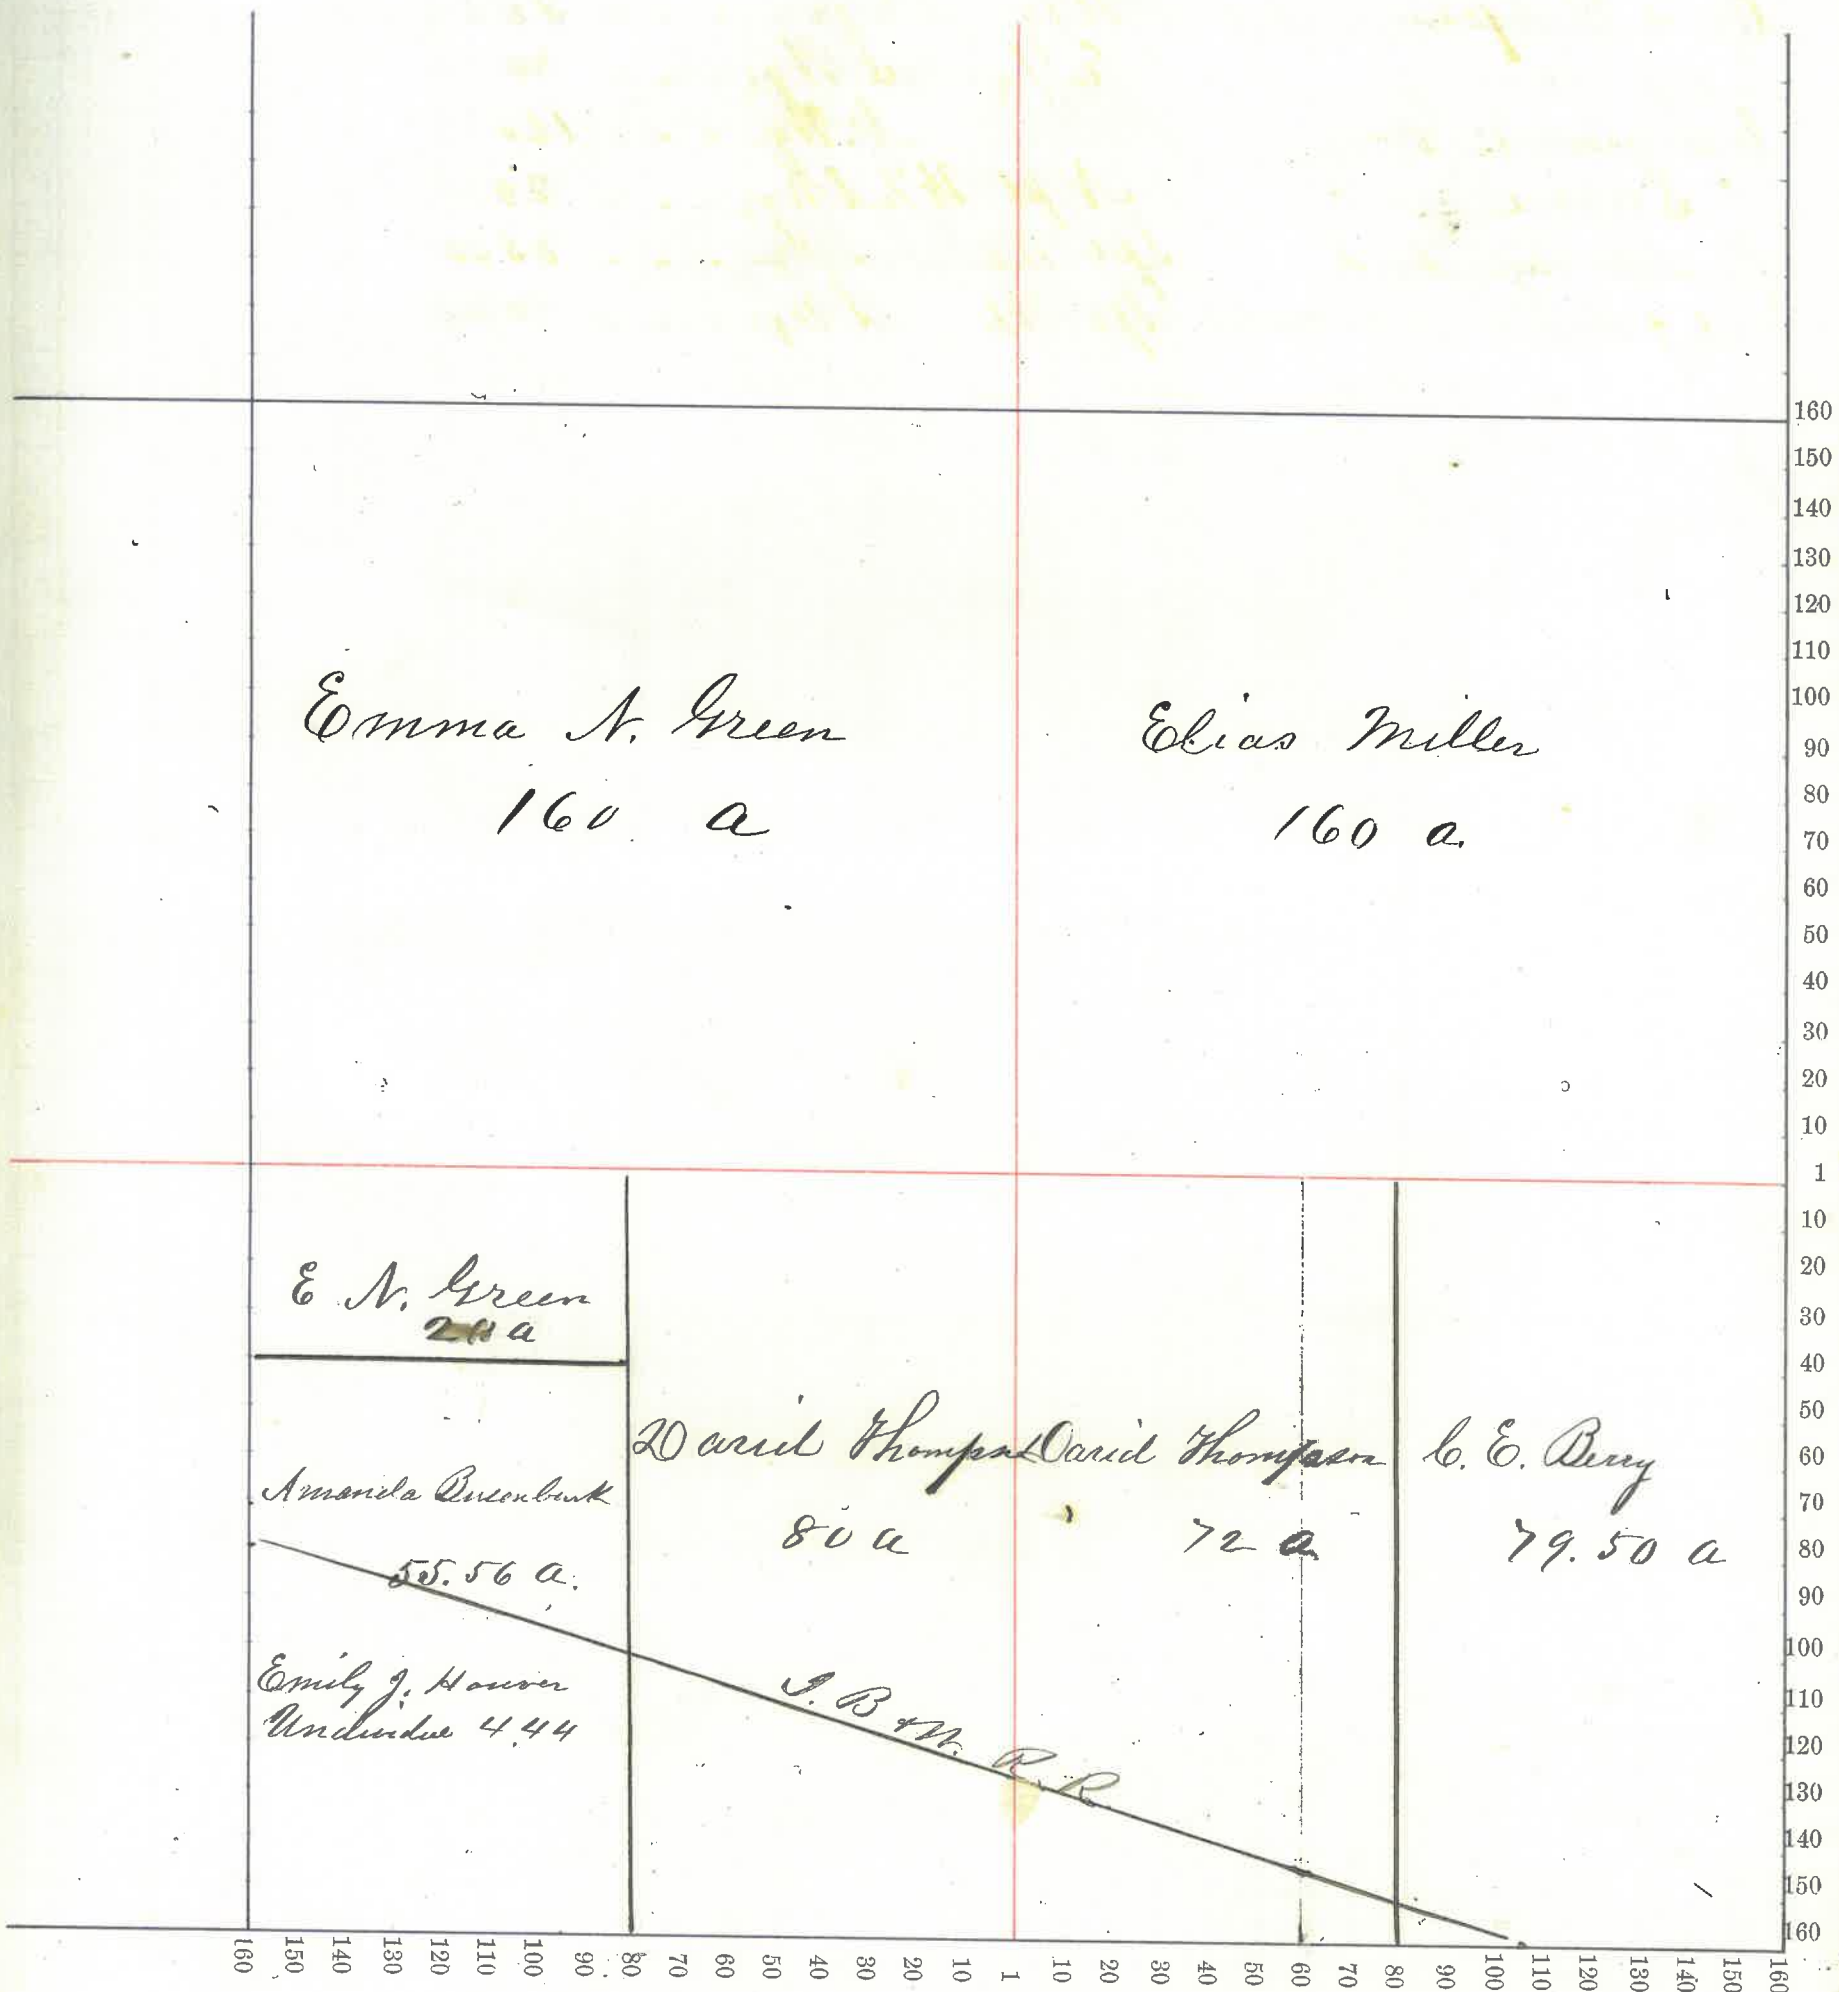 Emma N. Green
160 a
Elias Miller
160 a.
E N. Green
20 a
Amanda Busenbark
55.56 a.
Emily J. Hower
Undivide 4.44
David Thompson
80 a
David Thompson
72 a
C. E. Berry
79.50 a
I. B & W. R. R.
160
150
140
130
120
110
100
90
80
70
60
50
40
30
20
10
1
10
20
30
40
50
60
70
80
90
100
110
120
130
140
150
160
160 150 140 130 120 110 100 90 80 70 60 50 40 30 20 10 1 10 20 30 40 50 60 70 80 90 100 110 120 130 140 150 160